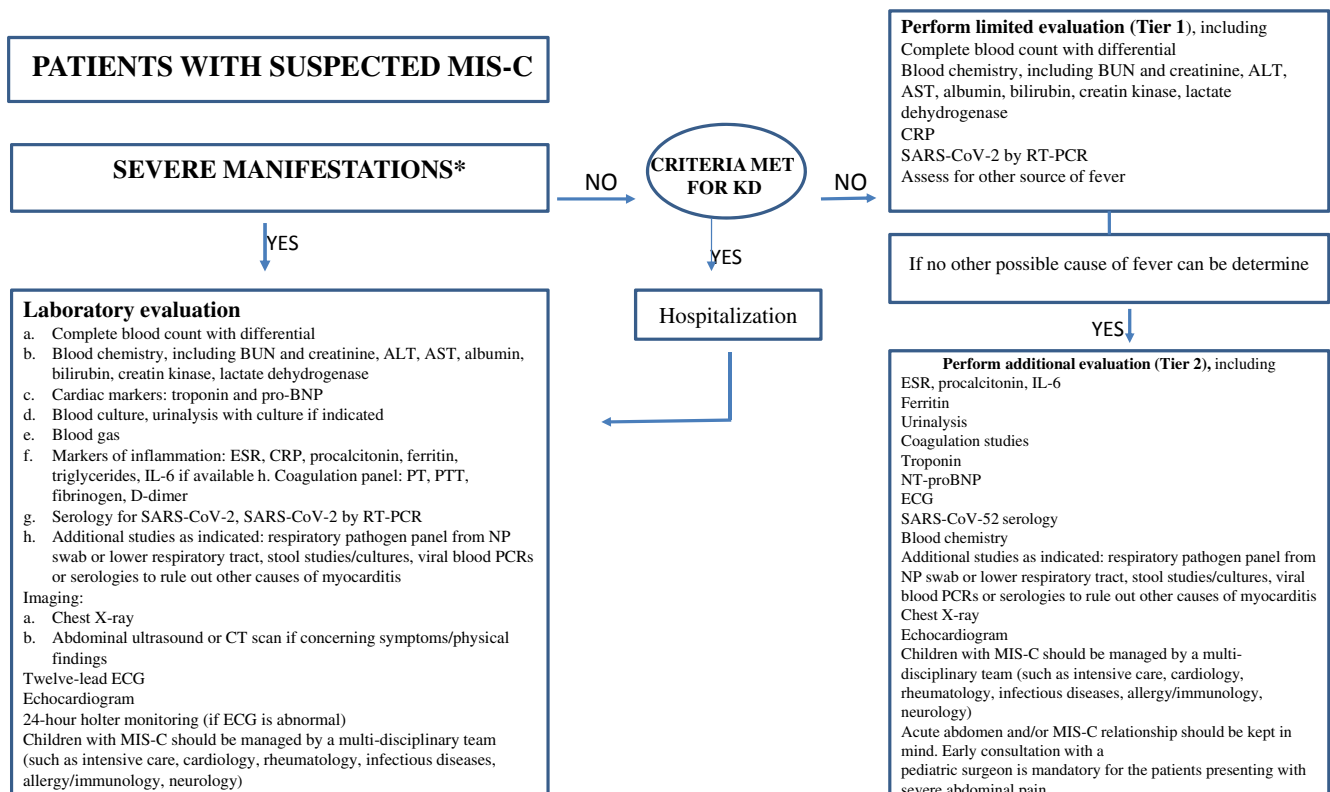 PATIENTS WITH SUSPECTED MIS-C
SEVERE MANIFESTATIONS*
NO
CRITERIA MET
FOR KD
NO
YES
YES
Hospitalization
Laboratory evaluation
a. Complete blood count with differential
b. Blood chemistry, including BUN and creatinine, ALT, AST, albumin,
bilirubin, creatin kinase, lactate dehydrogenase
c. Cardiac markers: troponin and pro-BNP
d. Blood culture, urinalysis with culture if indicated
e. Blood gas
f. Markers of inflammation: ESR, CRP, procalcitonin, ferritin,
triglycerides, IL-6 if available h. Coagulation panel: PT, PTT,
fibrinogen, D-dimer
g. Serology for SARS-CoV-2, SARS-CoV-2 by RT-PCR
h. Additional studies as indicated: respiratory pathogen panel from NP
swab or lower respiratory tract, stool studies/cultures, viral blood PCRs
or serologies to rule out other causes of myocarditis
Imaging:
a. Chest X-ray
b. Abdominal ultrasound or CT scan if concerning symptoms/physical
findings
Twelve-lead ECG
Echocardiogram
24-hour holter monitoring (if ECG is abnormal)
Children with MIS-C should be managed by a multi-disciplinary team
(such as intensive care, cardiology, rheumatology, infectious diseases,
allergy/immunology, neurology)
Perform limited evaluation (Tier 1), including
Complete blood count with differential
Blood chemistry, including BUN and creatinine, ALT,
AST, albumin, bilirubin, creatin kinase, lactate
dehydrogenase
CRP
SARS-CoV-2 by RT-PCR
Assess for other source of fever
If no other possible cause of fever can be determine
YES
Perform additional evaluation (Tier 2), including
ESR, procalcitonin, IL-6
Ferritin
Urinalysis
Coagulation studies
Troponin
NT-proBNP
ECG
SARS-CoV-52 serology
Blood chemistry
Additional studies as indicated: respiratory pathogen panel from
NP swab or lower respiratory tract, stool studies/cultures, viral
blood PCRs or serologies to rule out other causes of myocarditis
Chest X-ray
Echocardiogram
Children with MIS-C should be managed by a multi-
disciplinary team (such as intensive care, cardiology,
rheumatology, infectious diseases, allergy/immunology,
neurology)
Acute abdomen and/or MIS-C relationship should be kept in
mind. Early consultation with a
pediatric surgeon is mandatory for the patients presenting with
severe abdominal pain